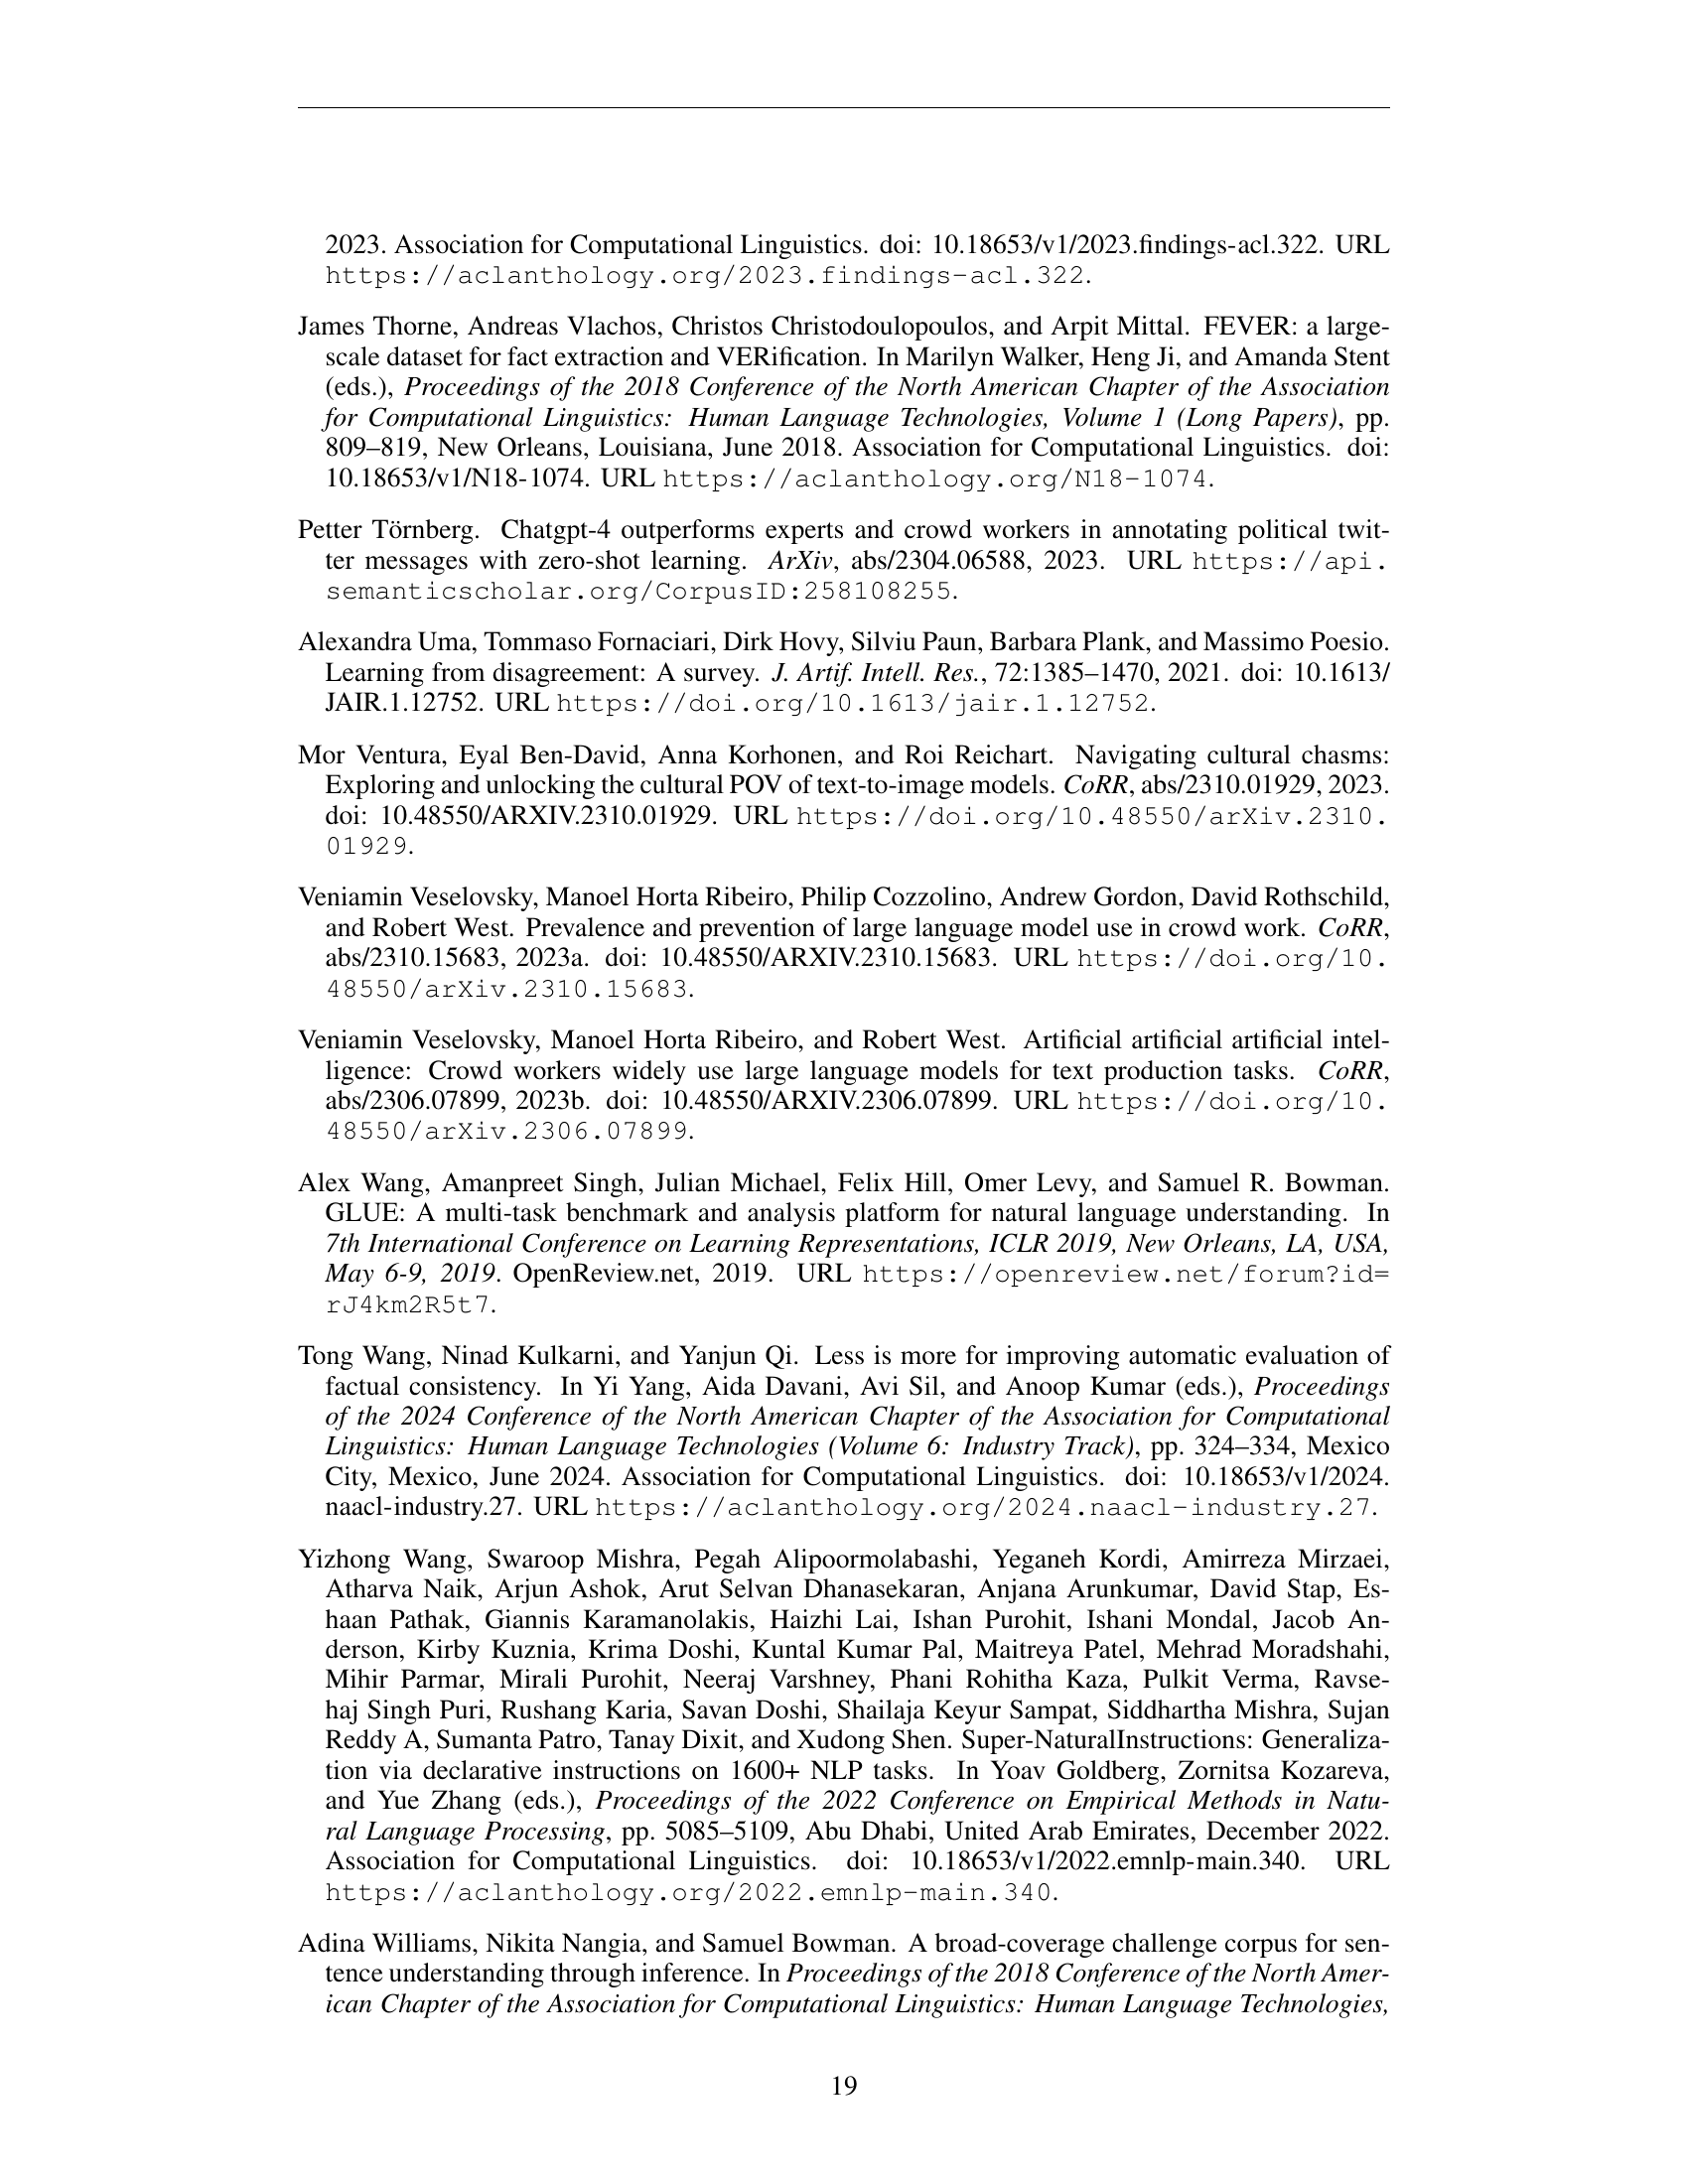 2023. Association for Computational Linguistics. doi: 10.18653/v1/2023.findings-acl.322. URL
https://aclanthology.org/2023.findings-acl.322.
James Thorne, Andreas Vlachos, Christos Christodoulopoulos, and Arpit Mittal. FEVER: a large-
scale dataset for fact extraction and VERification. In Marilyn Walker, Heng Ji, and Amanda Stent
(eds.), Proceedings of the 2018 Conference of the North American Chapter of the Association
for Computational Linguistics: Human Language Technologies, Volume 1 (Long Papers), pp.
809–819, New Orleans, Louisiana, June 2018. Association for Computational Linguistics. doi:
10.18653/v1/N18-1074. URL https://aclanthology.org/N18-1074.
Petter Törnberg. Chatgpt-4 outperforms experts and crowd workers in annotating political twit-
ter messages with zero-shot learning. ArXiv, abs/2304.06588, 2023. URL https://api.
semanticscholar.org/CorpusID:258108255.
Alexandra Uma, Tommaso Fornaciari, Dirk Hovy, Silviu Paun, Barbara Plank, and Massimo Poesio.
Learning from disagreement: A survey. J. Artif. Intell. Res., 72:1385–1470, 2021. doi: 10.1613/
JAIR.1.12752. URL https://doi.org/10.1613/jair.1.12752.
Mor Ventura, Eyal Ben-David, Anna Korhonen, and Roi Reichart. Navigating cultural chasms:
Exploring and unlocking the cultural POV of text-to-image models. CoRR, abs/2310.01929, 2023.
doi: 10.48550/ARXIV.2310.01929. URL https://doi.org/10.48550/arXiv.2310.
01929.
Veniamin Veselovsky, Manoel Horta Ribeiro, Philip Cozzolino, Andrew Gordon, David Rothschild,
and Robert West. Prevalence and prevention of large language model use in crowd work. CoRR,
abs/2310.15683, 2023a. doi: 10.48550/ARXIV.2310.15683. URL https://doi.org/10.
48550/arXiv.2310.15683.
Veniamin Veselovsky, Manoel Horta Ribeiro, and Robert West. Artificial artificial artificial intel-
ligence: Crowd workers widely use large language models for text production tasks. CoRR,
abs/2306.07899, 2023b. doi: 10.48550/ARXIV.2306.07899. URL https://doi.org/10.
48550/arXiv.2306.07899.
Alex Wang, Amanpreet Singh, Julian Michael, Felix Hill, Omer Levy, and Samuel R. Bowman.
GLUE: A multi-task benchmark and analysis platform for natural language understanding. In
7th International Conference on Learning Representations, ICLR 2019, New Orleans, LA, USA,
May 6-9, 2019. OpenReview.net, 2019. URL https://openreview.net/forum?id=
rJ4km2R5t7.
Tong Wang, Ninad Kulkarni, and Yanjun Qi. Less is more for improving automatic evaluation of
factual consistency. In Yi Yang, Aida Davani, Avi Sil, and Anoop Kumar (eds.), Proceedings
of the 2024 Conference of the North American Chapter of the Association for Computational
Linguistics: Human Language Technologies (Volume 6: Industry Track), pp. 324–334, Mexico
City, Mexico, June 2024. Association for Computational Linguistics. doi: 10.18653/v1/2024.
naacl-industry.27. URL https://aclanthology.org/2024.naacl-industry.27.
Yizhong Wang, Swaroop Mishra, Pegah Alipoormolabashi, Yeganeh Kordi, Amirreza Mirzaei,
Atharva Naik, Arjun Ashok, Arut Selvan Dhanasekaran, Anjana Arunkumar, David Stap, Es-
haan Pathak, Giannis Karamanolakis, Haizhi Lai, Ishan Purohit, Ishani Mondal, Jacob An-
derson, Kirby Kuznia, Krima Doshi, Kuntal Kumar Pal, Maitreya Patel, Mehrad Moradshahi,
Mihir Parmar, Mirali Purohit, Neeraj Varshney, Phani Rohitha Kaza, Pulkit Verma, Ravse-
haj Singh Puri, Rushang Karia, Savan Doshi, Shailaja Keyur Sampat, Siddhartha Mishra, Sujan
Reddy A, Sumanta Patro, Tanay Dixit, and Xudong Shen. Super-NaturalInstructions: Generaliza-
tion via declarative instructions on 1600+ NLP tasks. In Yoav Goldberg, Zornitsa Kozareva,
and Yue Zhang (eds.), Proceedings of the 2022 Conference on Empirical Methods in Natu-
ral Language Processing, pp. 5085–5109, Abu Dhabi, United Arab Emirates, December 2022.
Association for Computational Linguistics. doi: 10.18653/v1/2022.emnlp-main.340. URL
https://aclanthology.org/2022.emnlp-main.340.
Adina Williams, Nikita Nangia, and Samuel Bowman. A broad-coverage challenge corpus for sen-
tence understanding through inference. In Proceedings of the 2018 Conference of the North Amer-
ican Chapter of the Association for Computational Linguistics: Human Language Technologies,
19